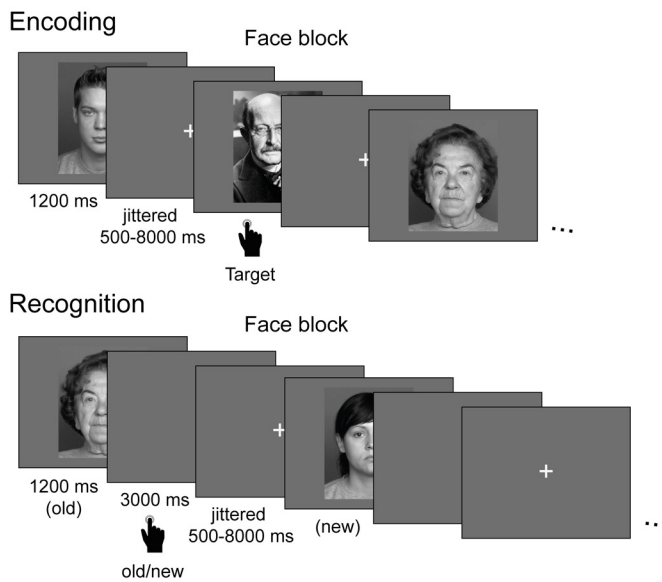 Encoding
Face block
1200 ms
jittered
500-8000 ms
Target
...
Recognition
Face block
1200 ms
(old)
3000 ms
old/new
jittered
500-8000 ms
(new)
..